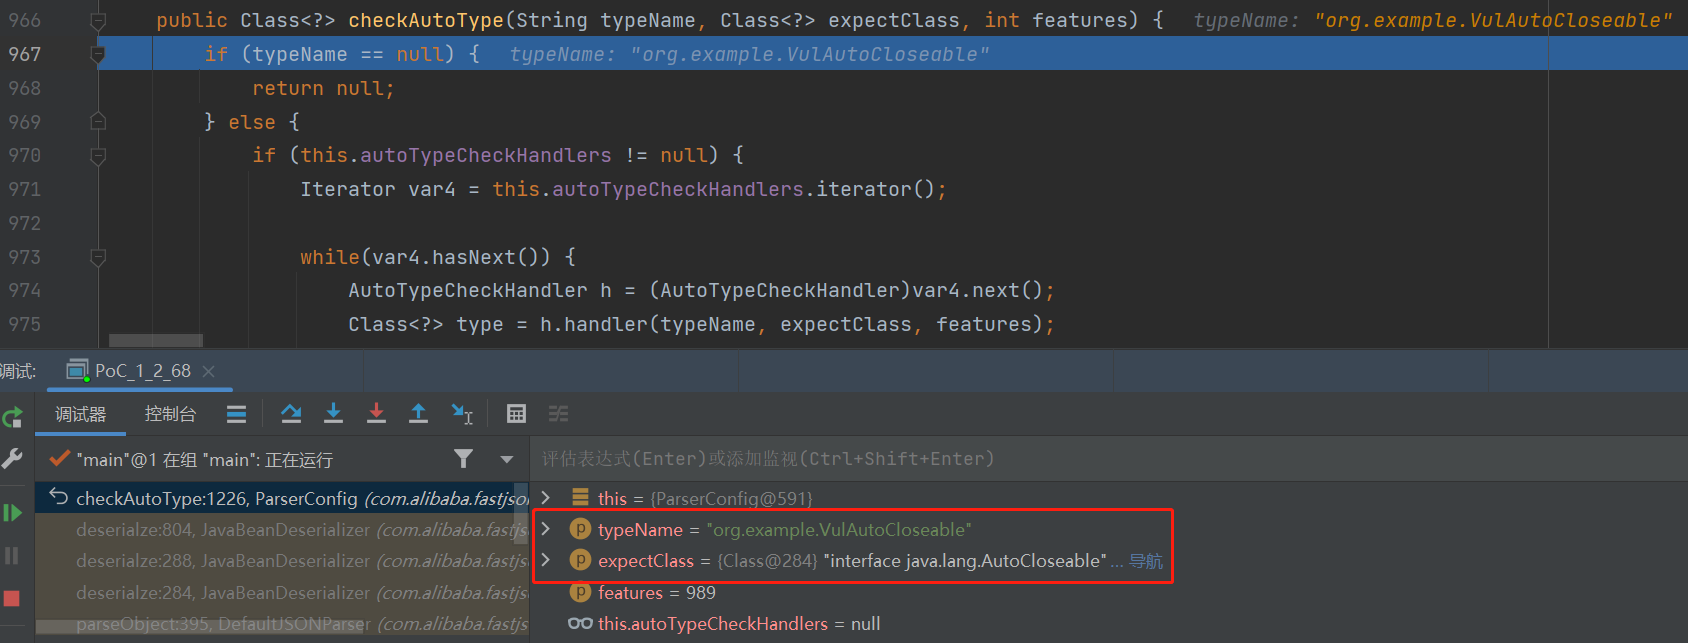 966 public Class<?> checkAutoType(String typeName, Class<?> expectClass, int features) { typeName: "org.example.VulAutoCloseable"
967 if (typeName == null) { typeName: "org.example.VulAutoCloseable"
968 return null;
969 } else {
970 if (this.autoTypeCheckHandlers != null) {
971 Iterator var4 = this.autoTypeCheckHandlers.iterator();
972
973 while(var4.hasNext()) {
974 AutoTypeCheckHandler h = (AutoTypeCheckHandler)var4.next();
975 Class<?> type = h.handler(typeName, expectClass, features);
调试: PoC_1_2_68
调试器 控制台
"main"@1 在组 "main": 正在运行
评估表达式(Enter)或添加监视(Ctrl+Shift+Enter)
checkAutoType:1226, ParserConfig (com.alibaba.fastjso
deserialze:804, JavaBeanDeserializer (com.alibaba.fastjs
deserialze:288, JavaBeanDeserializer (com.alibaba.fastjs
deserialze:284, JavaBeanDeserializer (com.alibaba.fastjs
parseObject:395, DefaultJSONParser (com.alibaba.fastjs
this = {ParserConfig@591}
p typeName = "org.example.VulAutoCloseable"
p expectClass = {Class@284} "interface java.lang.AutoCloseable"... 导航
p features = 989
this.autoTypeCheckHandlers = null